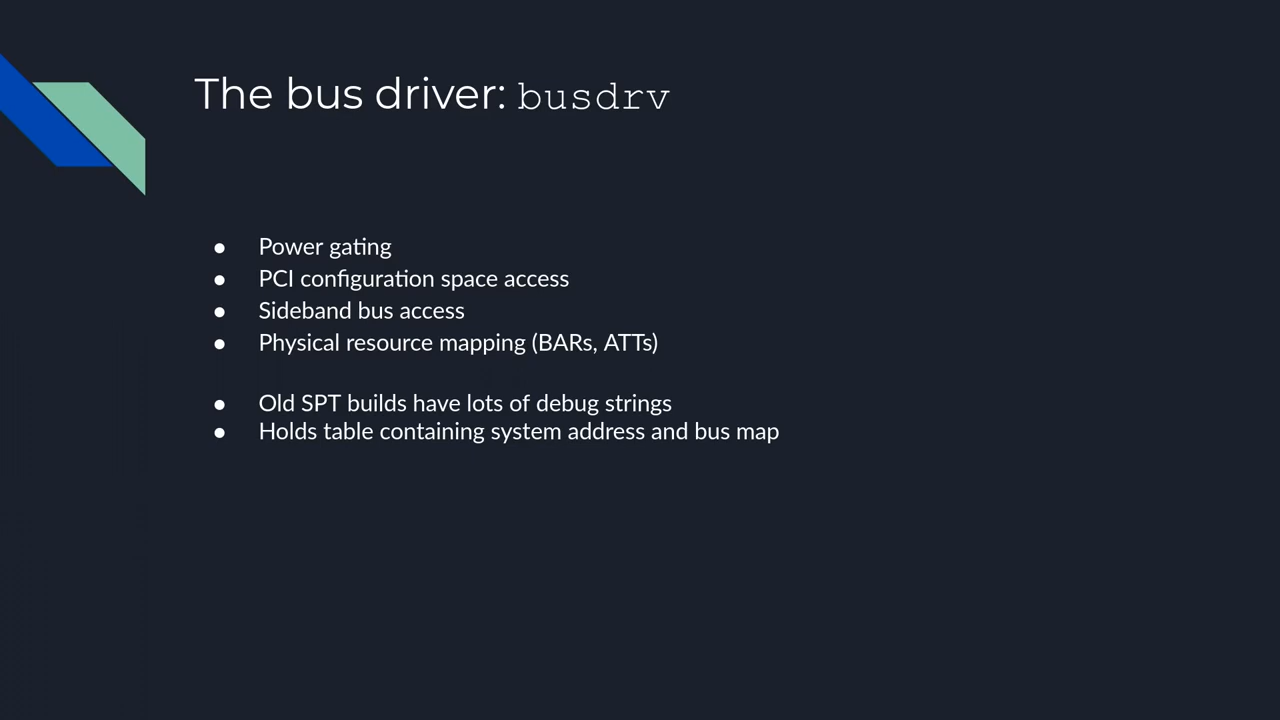 The bus driver: busdrv
● Power gating
● PCI configuration space access
● Sideband bus access
● Physical resource mapping (BARs, ATTs)
● Old SPT builds have lots of debug strings
● Holds table containing system address and bus map